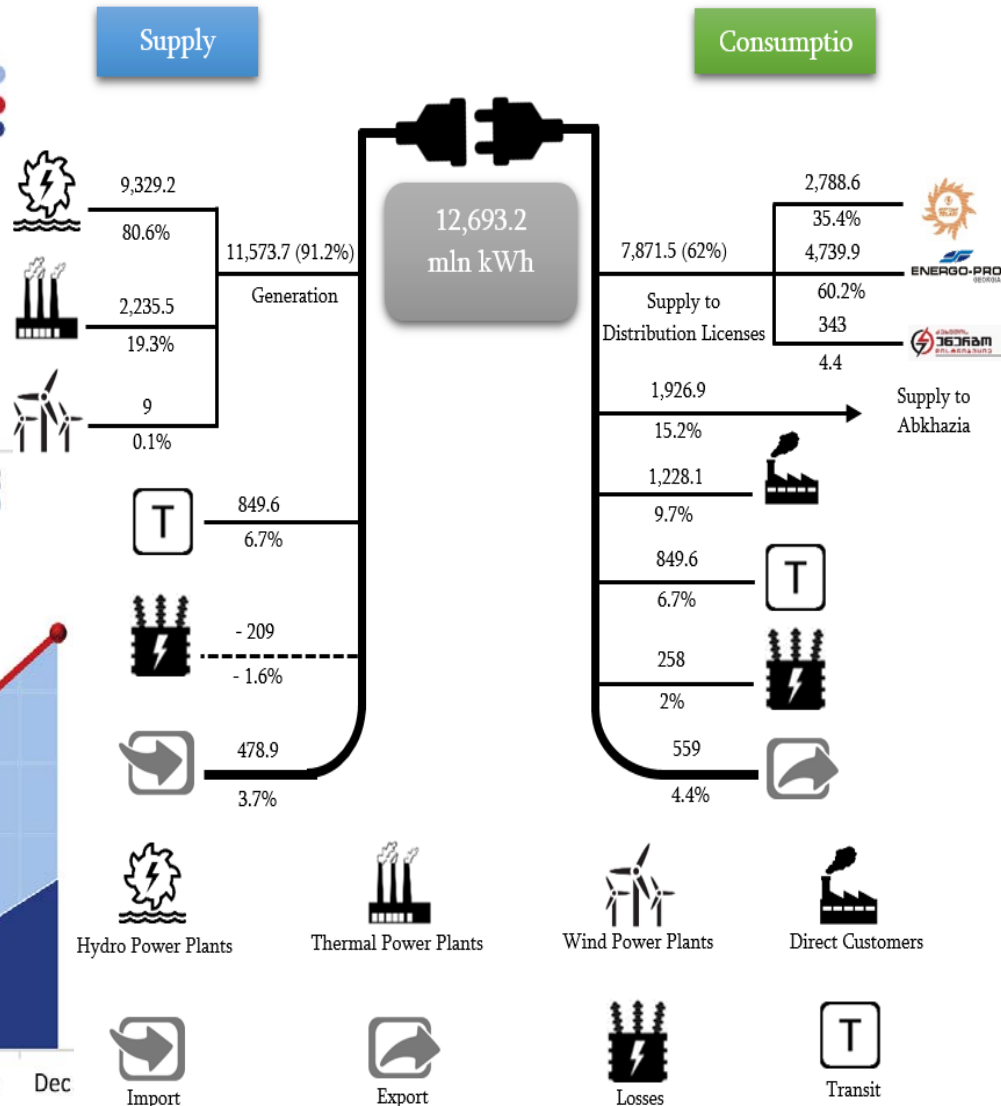 Supply
Consumptio
9,329.2
80.6%
2,235.5
19.3%
9
0.1%
11,573.7 (91.2%)
Generation
849.6
6.7%
- 209
- 1.6%
478.9
3.7%
12,693.2
mln kWh
7,871.5 (62%)
Supply to
Distribution Licenses
2,788.6
35.4%
4,739.9
60.2%
343
4.4
ENERGO-PRO
GEORGIA
1,926.9
15.2%
Supply to
Abkhazia
1,228.1
9.7%
849.6
6.7%
258
2%
559
4.4%
T
T
Hydro Power Plants
Thermal Power Plants
Wind Power Plants
Direct Customers
Import
Export
Losses
T
Transit
Dec